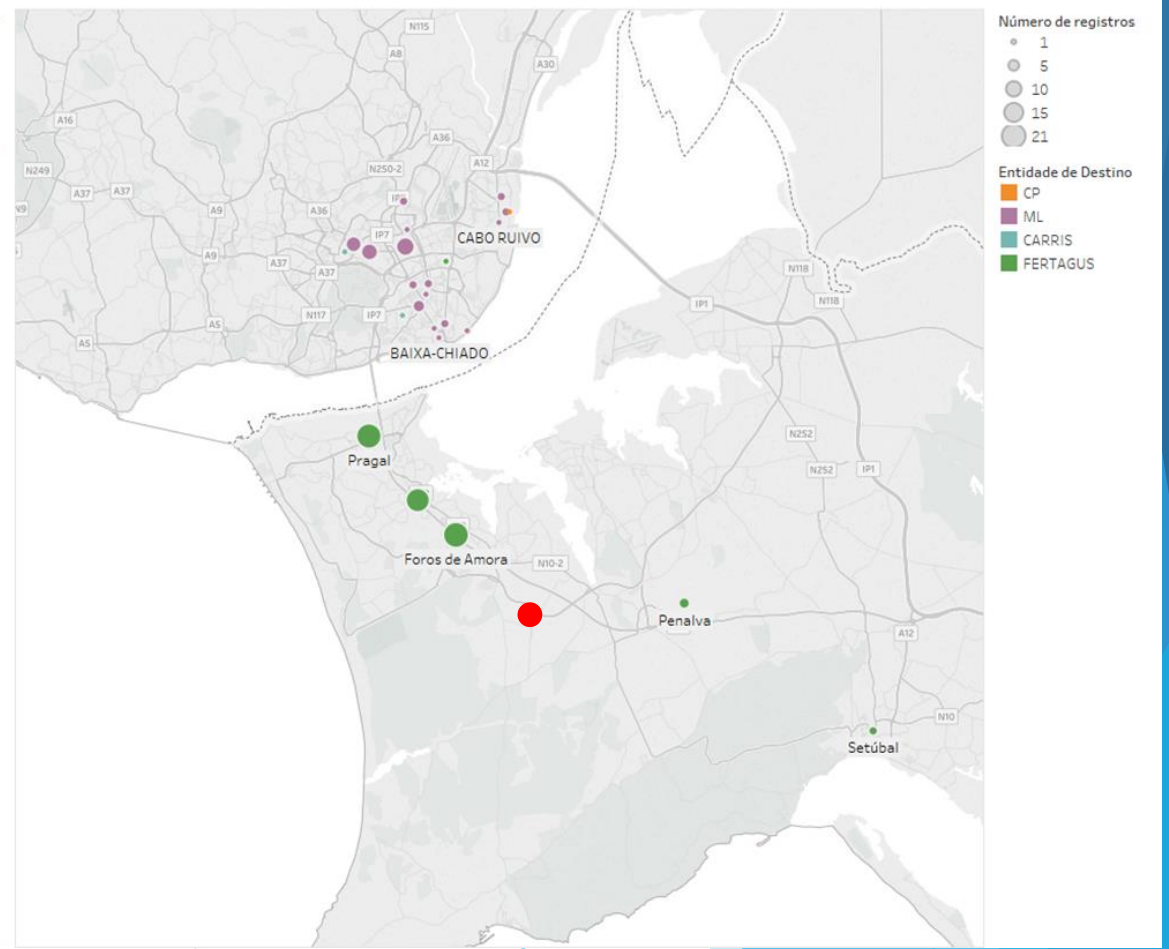 N115
A8
A30
A16
A36
A12
N249
N250-2
A37
A37
A9
A36
IP7
CABO RUIVO
A9
A37
A37
N118
IP1
N118
N117
IP7
A5
A5
BAIXA-CHIADO
N252
N252
IP1
Pragal
Foros de Amora
N10-2
Penalva
A12
N10
Setúbal
Número de registros
1
5
10
15
21
Entidade de Destino
CP
ML
CARRIS
FERTAGUS